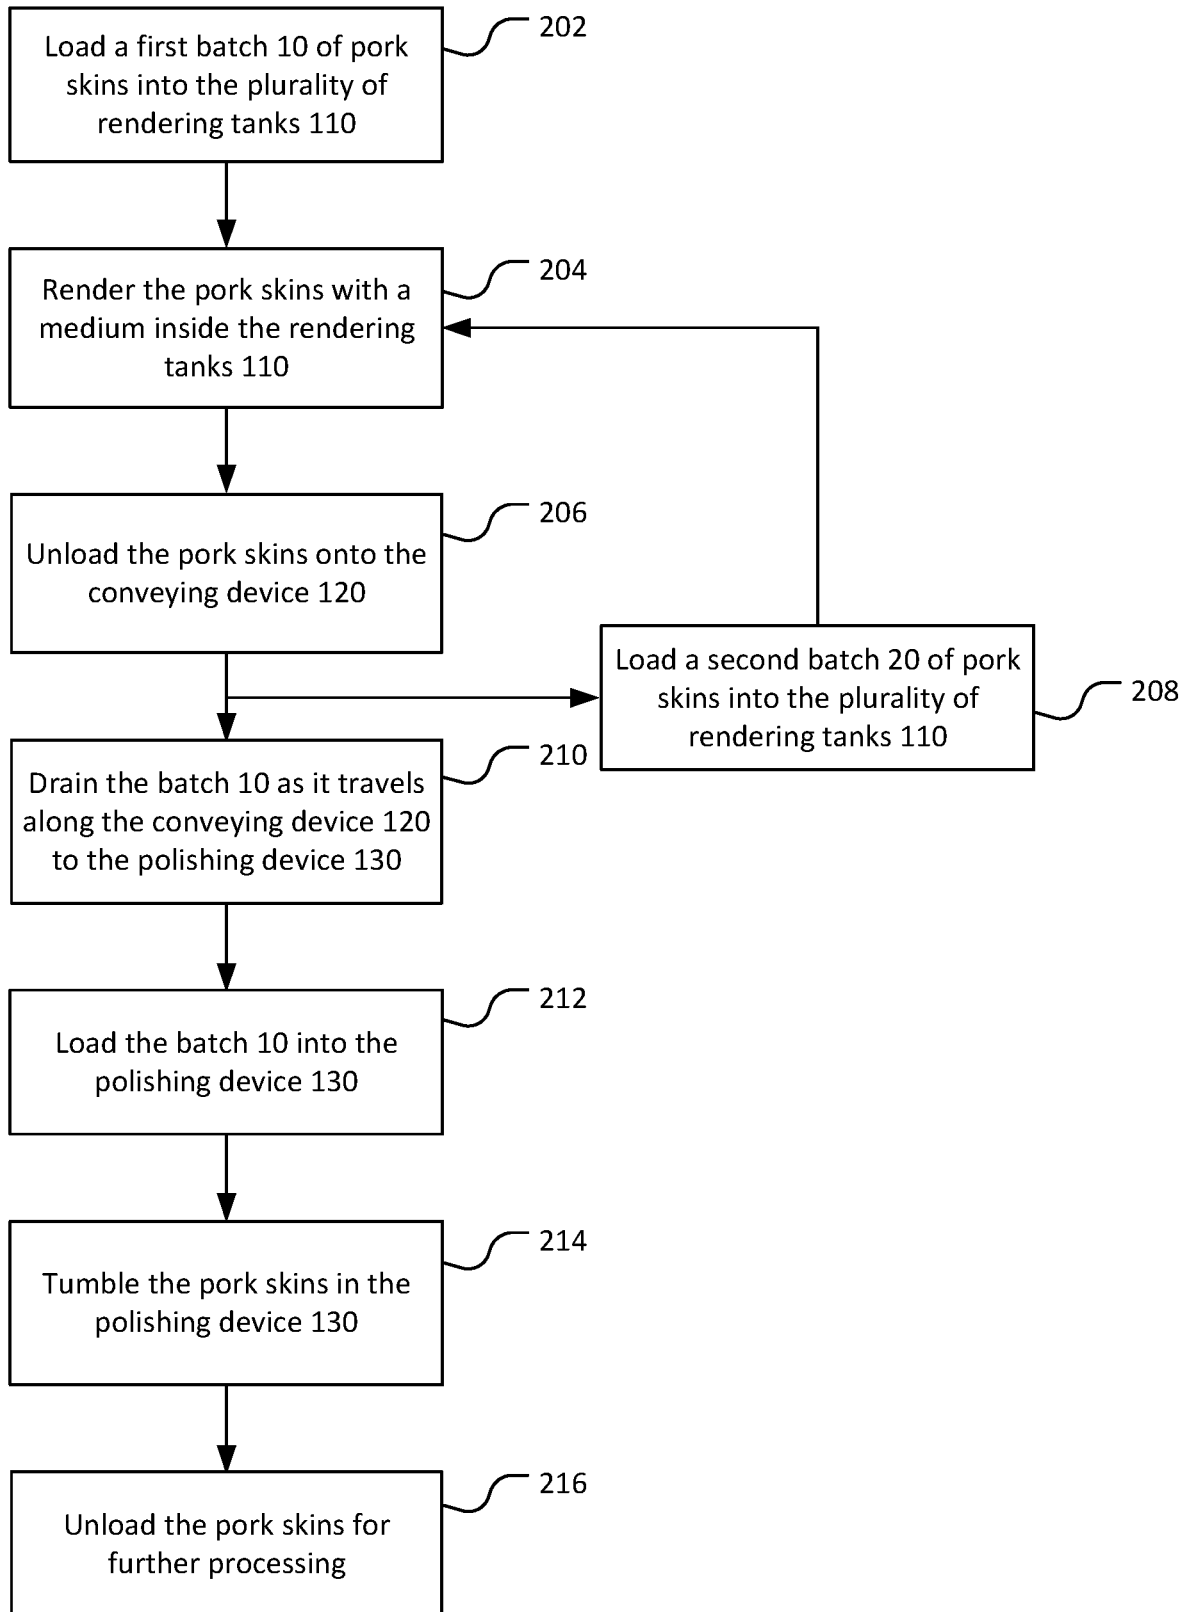 Load a first batch 10 of pork
skins into the plurality of
rendering tanks 110
202
Render the pork skins with a
medium inside the rendering
tanks 110
204
Unload the pork skins onto the
conveying device 120
206
Load a second batch 20 of pork
skins into the plurality of
rendering tanks 110
208
Drain the batch 10 as it travels
along the conveying device 120
to the polishing device 130
210
Load the batch 10 into the
polishing device 130
212
Tumble the pork skins in the
polishing device 130
214
Unload the pork skins for
further processing
216